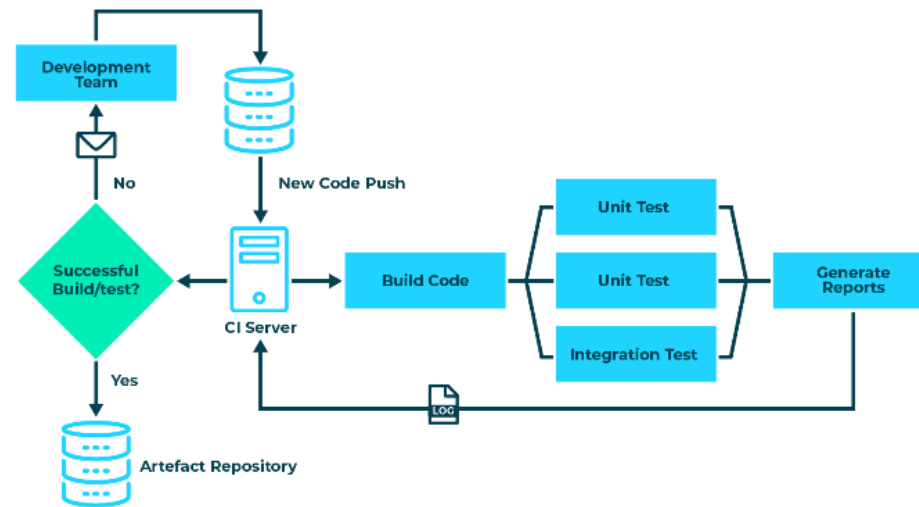 Development
Team
No
New Code Push
Unit Test
Successful
Build/test?
Build Code
Unit Test
Generate
Reports
CI Server
Integration Test
Yes
LOG
Artefact Repository